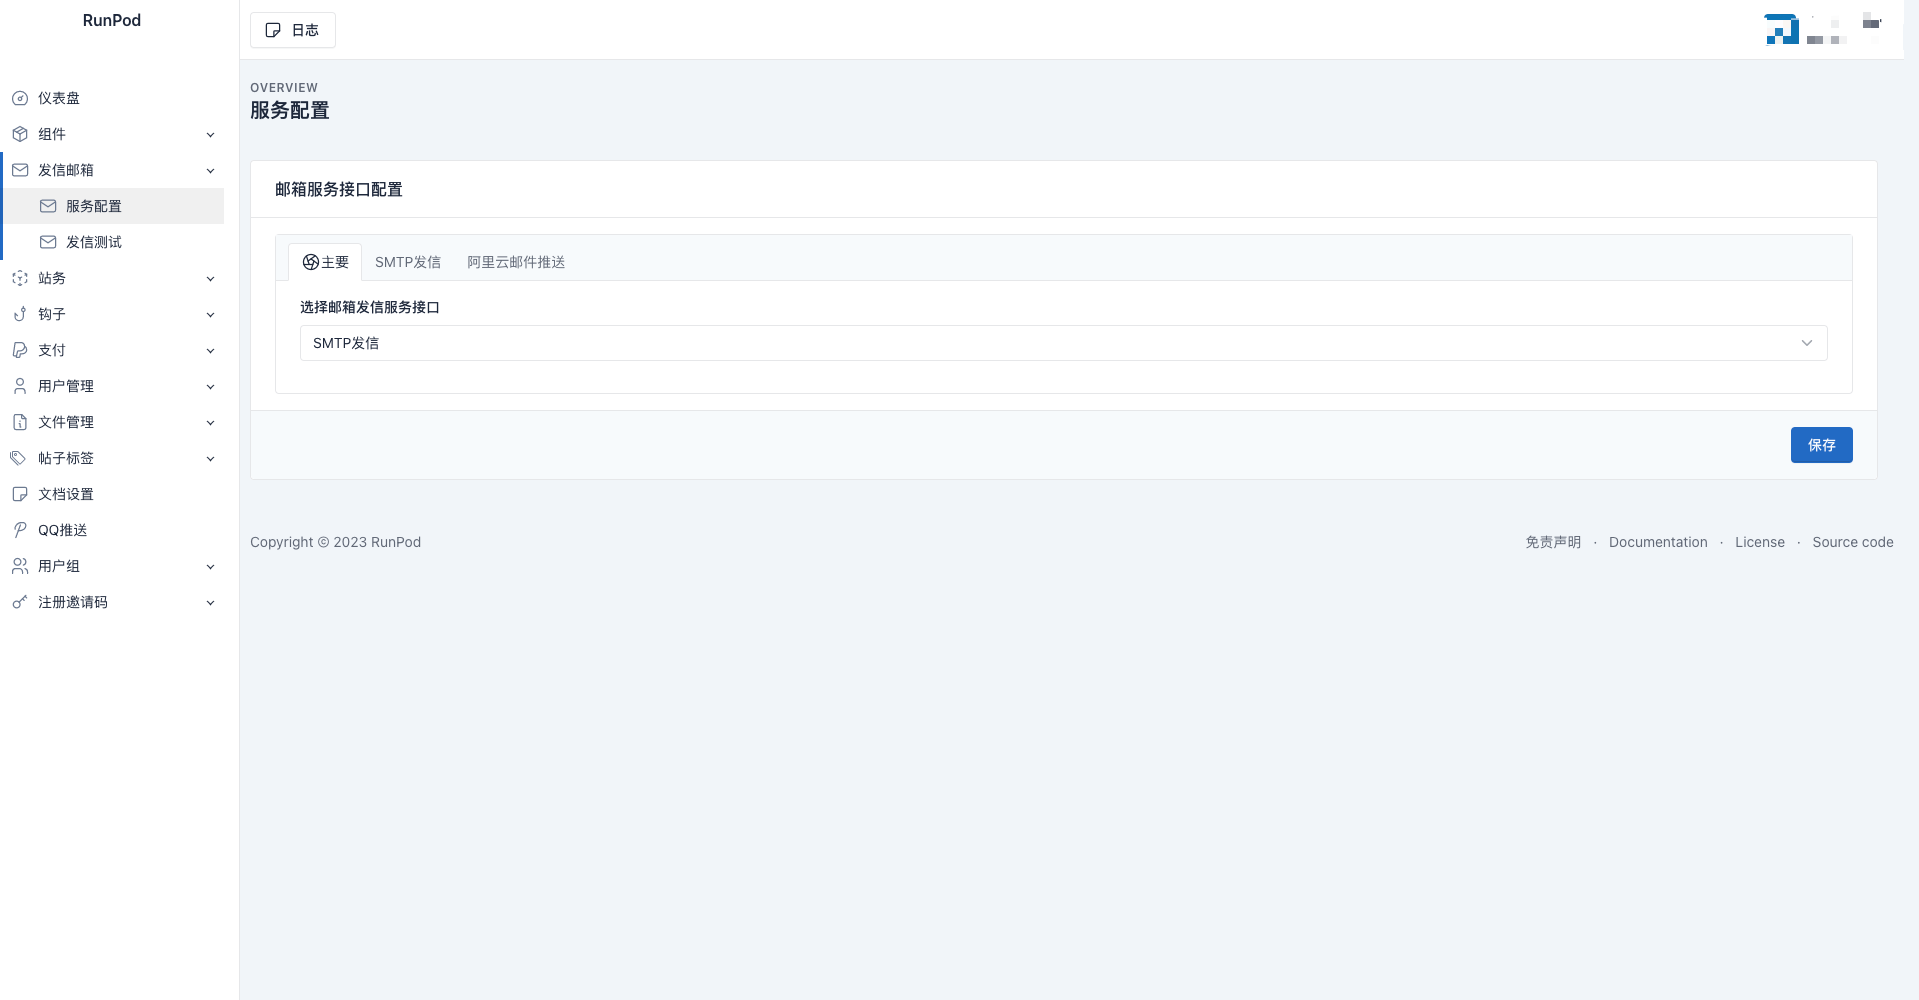 RunPod
日志
仪表盘
组件
发信邮箱
服务配置
发信测试
站务
钩子
支付
用户管理
文件管理
帖子标签
文档设置
QQ推送
用户组
注册邀请码
OVERVIEW
服务配置
邮箱服务接口配置
主要 SMTP发信 阿里云邮件推送
选择邮箱发信服务接口
SMTP发信
保存
Copyright © 2023 RunPod
免责声明 · Documentation · License · Source code